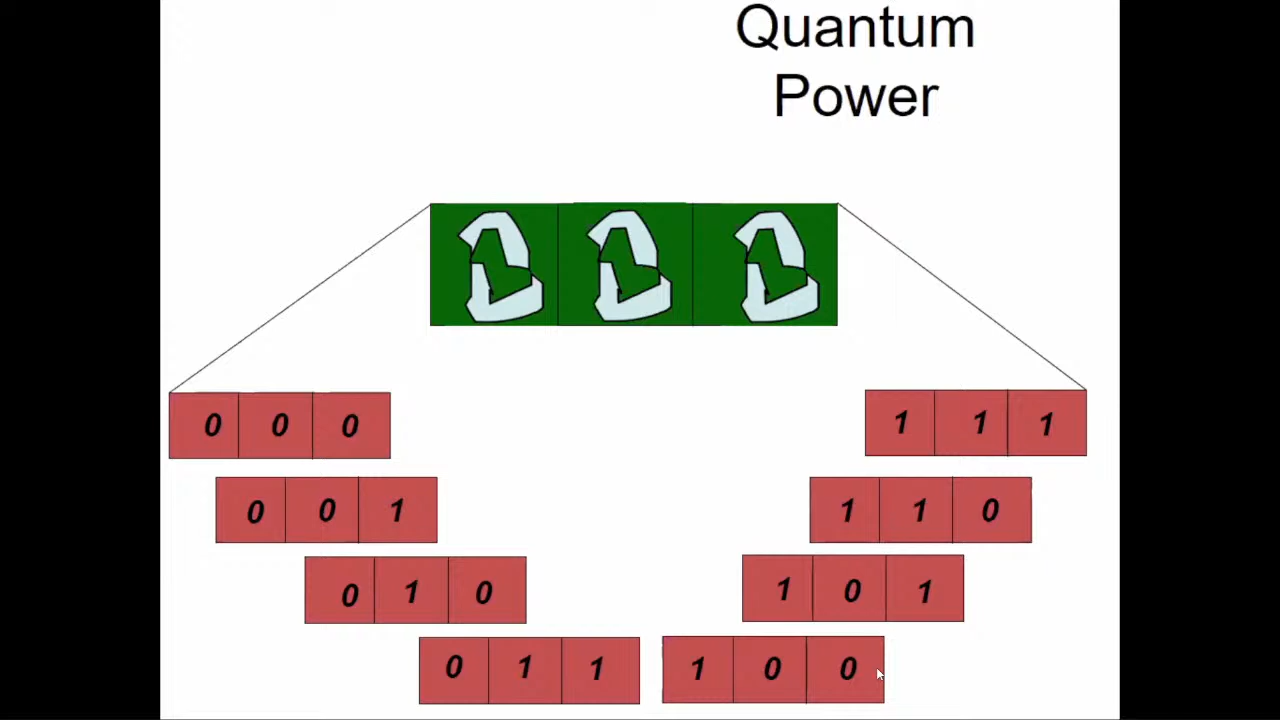 Quantum
Power
0 0 0
1 1 1
0 0 1
1 1 0
0 1 0
1 0 1
0 1 1
1 0 0